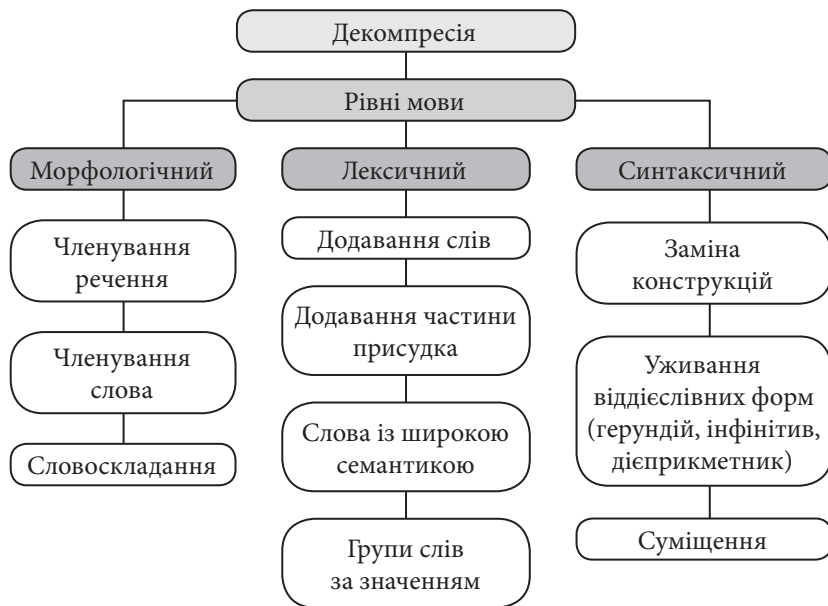 Декомпресія
Рівні мови
Морфологічний
Членування
речення
Членування
слова
Словоскладання
Лексичний
Додавання слів
Додавання частини
присудка
Слова із широкою
семантикою
Групи слів
за значенням
Синтаксичний
Заміна
конструкцій
Уживання
віддієслівних форм
(герундій, інфінітив,
дієприкметник)
Суміщення